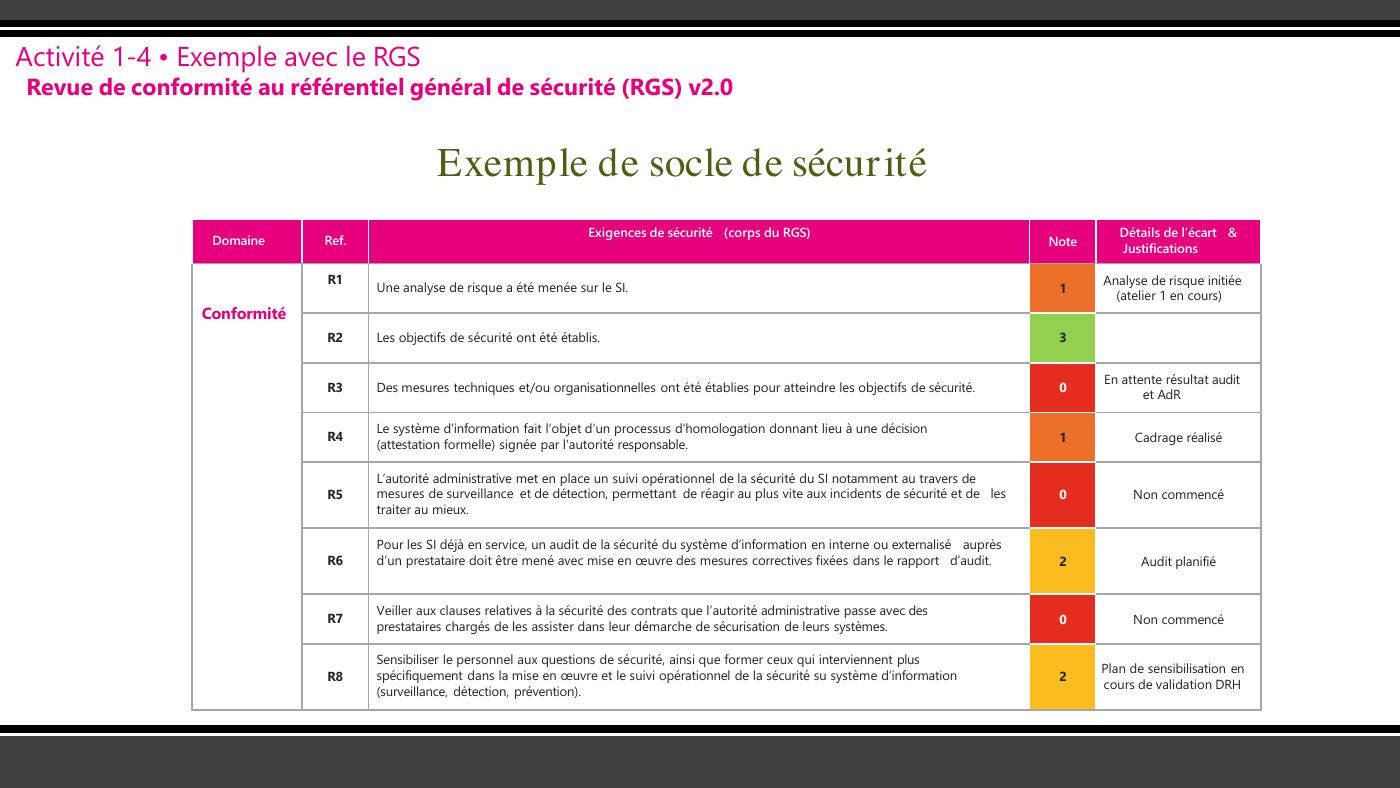 Activité 1-4 • Exemple avec le RGS
Revue de conformité au référentiel général de sécurité (RGS) v2.0
Exemple de socle de sécurité
Domaine
Ref.
Exigences de sécurité (corps du RGS)
Note
Détails de l’écart &
Justifications
Conformité
R1
Une analyse de risque a été menée sur le SI.
1
Analyse de risque initiée
(atelier 1 en cours)
R2
Les objectifs de sécurité ont été établis.
3
R3
Des mesures techniques et/ou organisationnelles ont été établies pour atteindre les objectifs de sécurité.
0
En attente résultat audit
et AdR
R4
Le système d’information fait l’objet d’un processus d’homologation donnant lieu à une décision
(attestation formelle) signée par l’autorité responsable.
1
Cadrage réalisé
R5
L’autorité administrative met en place un suivi opérationnel de la sécurité du SI notamment au travers de
mesures de surveillance et de détection, permettant de réagir au plus vite aux incidents de sécurité et de les
traiter au mieux.
0
Non commencé
R6
Pour les SI déjà en service, un audit de la sécurité du système d’information en interne ou externalisé auprès
d’un prestataire doit être mené avec mise en œuvre des mesures correctives fixées dans le rapport d’audit.
2
Audit planifié
R7
Veiller aux clauses relatives à la sécurité des contrats que l’autorité administrative passe avec des
prestataires chargés de les assister dans leur démarche de sécurisation de leurs systèmes.
0
Non commencé
R8
Sensibiliser le personnel aux questions de sécurité, ainsi que former ceux qui interviennent plus
spécifiquement dans la mise en œuvre et le suivi opérationnel de la sécurité su système d’information
(surveillance, détection, prévention).
2
Plan de sensibilisation en
cours de validation DRH